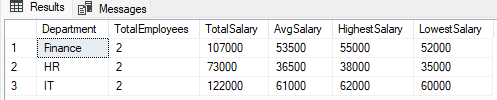 Results Messages
Department TotalEmployees TotalSalary AvgSalary HighestSalary LowestSalary
1 Finance 2 107000 53500 55000 52000
2 HR 2 73000 36500 38000 35000
3 IT 2 122000 61000 62000 60000